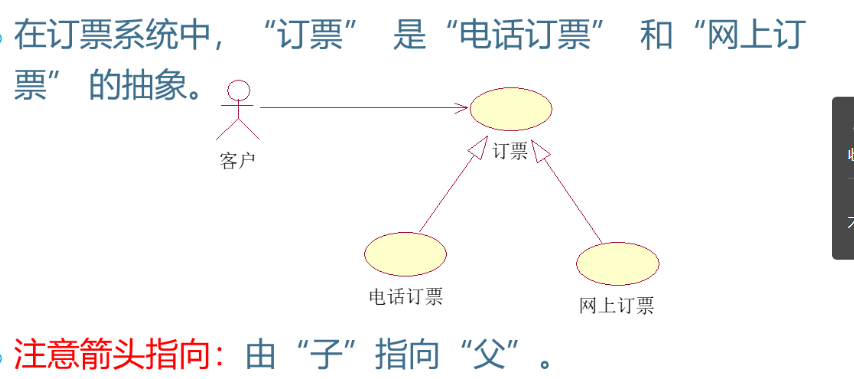 在订票系统中，“订票” 是“电话订票” 和“网上订
票” 的抽象。
客户
订票
电话订票
网上订票
注意箭头指向：由“子”指向“父”。